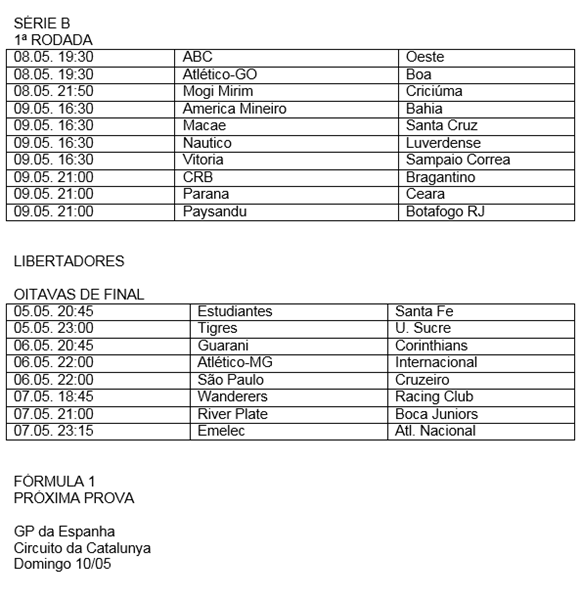 SÉRIE B
1ª RODADA
08.05. 19:30 ABC Oeste
08.05. 19:30 Atlético-GO Boa
08.05. 21:50 Mogi Mirim Criciúma
09.05. 16:30 America Mineiro Bahia
09.05. 16:30 Macae Santa Cruz
09.05. 16:30 Nautico Luverdense
09.05. 16:30 Vitoria Sampaio Correa
09.05. 21:00 CRB Bragantino
09.05. 21:00 Parana Ceara
09.05. 21:00 Paysandu Botafogo RJ
LIBERTADORES
OITAVAS DE FINAL
05.05. 20:45 Estudiantes Santa Fe
05.05. 23:00 Tigres U. Sucre
06.05. 20:45 Guarani Corinthians
06.05. 22:00 Atlético-MG Internacional
06.05. 22:00 São Paulo Cruzeiro
07.05. 18:45 Wanderers Racing Club
07.05. 21:00 River Plate Boca Juniors
07.05. 23:15 Emelec Atl. Nacional
FÓRMULA 1
PRÓXIMA PROVA
GP da Espanha
Circuito da Catalunya
Domingo 10/05